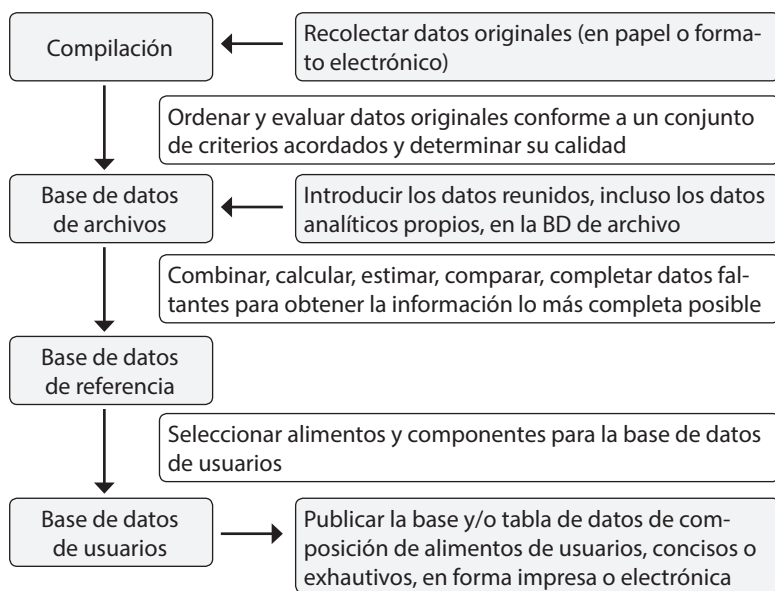 Compilación
Recolectar datos originales (en papel o forma-
to electrónico)
Ordenar y evaluar datos originales conforme a un conjunto
de criterios acordados y determinar su calidad
Base de datos
de archivos
Introducir los datos reunidos, incluso los datos
analíticos propios, en la BD de archivo
Combinar, calcular, estimar, comparar, completar datos fal-
tantes para obtener la información lo más completa posible
Base de datos
de referencia
Seleccionar alimentos y componentes para la base de datos
de usuarios
Base de datos
de usuarios
Publicar la base y/o tabla de datos de com-
posición de alimentos de usuarios, concisos o
exhautivos, en forma impresa o electrónica